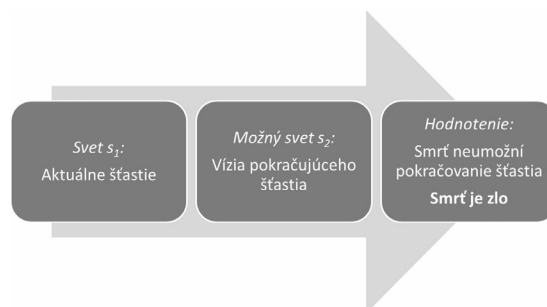 Svet s₁:
Aktuálne šťastie
Možný svet s₂:
Vízia pokračujúceho
šťastia
Hodnotenie:
Smrť neumožní
pokračovanie šťastia
Smrť je zlo